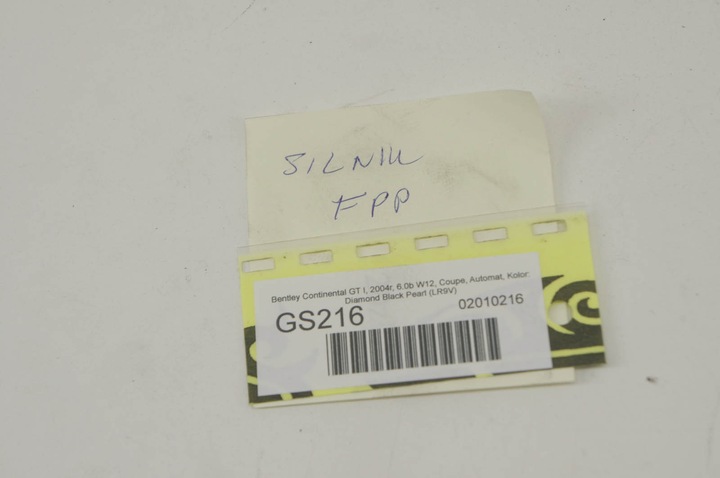 SILNIK
FPP
Bentley Continental GT I, 2004r, 6.0b W12, Coupe, Automat, Kolor:
Diamond Black Pearl (LR9V)
GS216
02010216